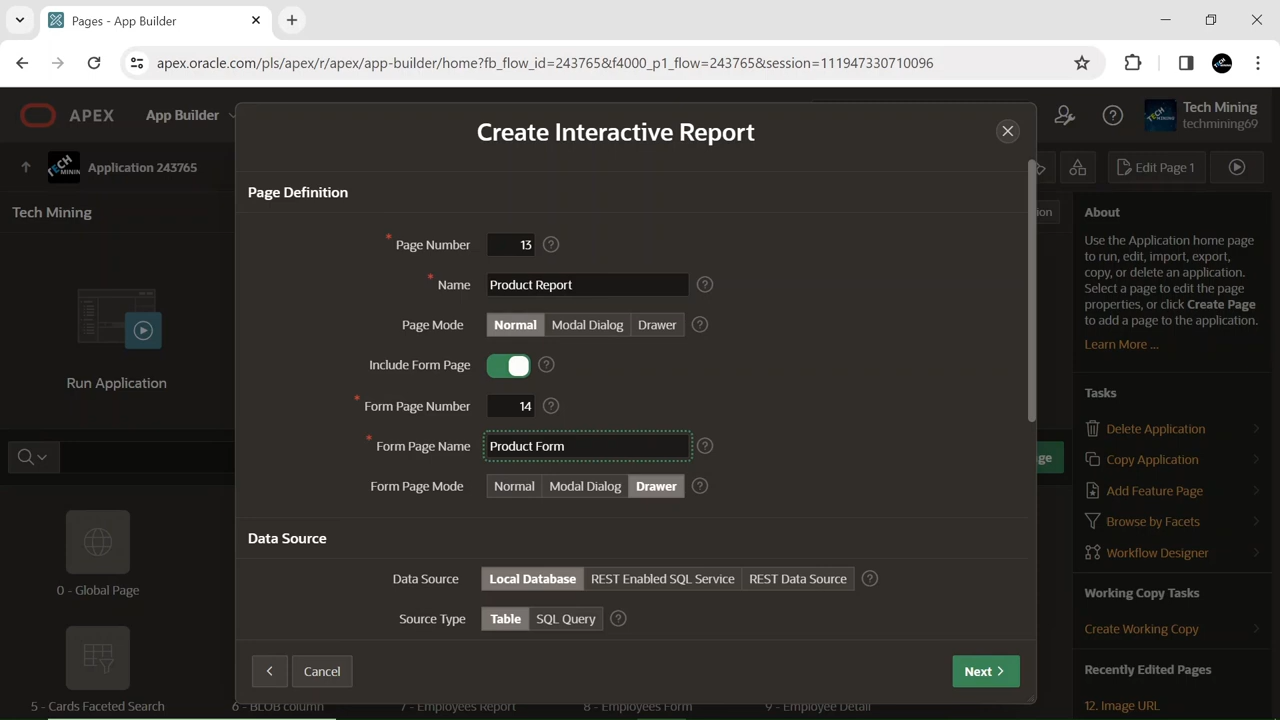 Pages - App Builder
apex.oracle.com/pls/apex/r/apex/app-builder/home?fb_flow_id=243765&f4000_p1_flow=243765&session=111947330710096
APEX
App Builder
Tech Mining
techmining69
Application 243765
Edit Page 1
Tech Mining
Run Application
Create Interactive Report
Page Definition
* Page Number 13
* Name Product Report
Page Mode Normal Modal Dialog Drawer
Include Form Page
* Form Page Number 14
* Form Page Name Product Form
Form Page Mode Normal Modal Dialog Drawer
Data Source
Data Source Local Database REST Enabled SQL Service REST Data Source
Source Type Table SQL Query
Cancel
Next
0 - Global Page
5 - Cards Faceted Search
6 - BLOB column
7 - Employees Report
8 - Employees Form
9 - Employee Detail
About
Use the Application home page
to run, edit, import, export,
copy, or delete an application.
Select a page to edit the page
properties, or click Create Page
to add a page to the application.
Learn More ...
Tasks
Delete Application
Copy Application
Add Feature Page
Browse by Facets
Workflow Designer
Working Copy Tasks
Create Working Copy
Recently Edited Pages
12. Image URL